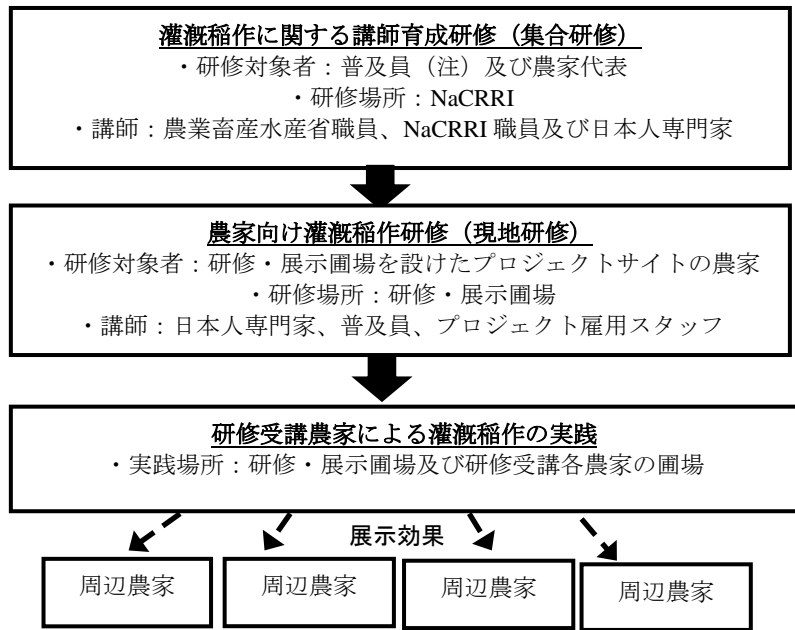 灌漑稲作に関する講師育成研修（集合研修）
・研修対象者：普及員（注）及び農家代表
・研修場所：NaCRRI
・講師：農業畜産水産省職員、NaCRRI 職員及び日本人専門家
農家向け灌漑稲作研修（現地研修）
・研修対象者：研修・展示圃場を設けたプロジェクトサイトの農家
・研修場所：研修・展示圃場
・講師：日本人専門家、普及員、プロジェクト雇用スタッフ
研修受講農家による灌漑稲作の実践
・実践場所：研修・展示圃場及び研修受講各農家の圃場
展示効果
周辺農家
周辺農家
周辺農家
周辺農家